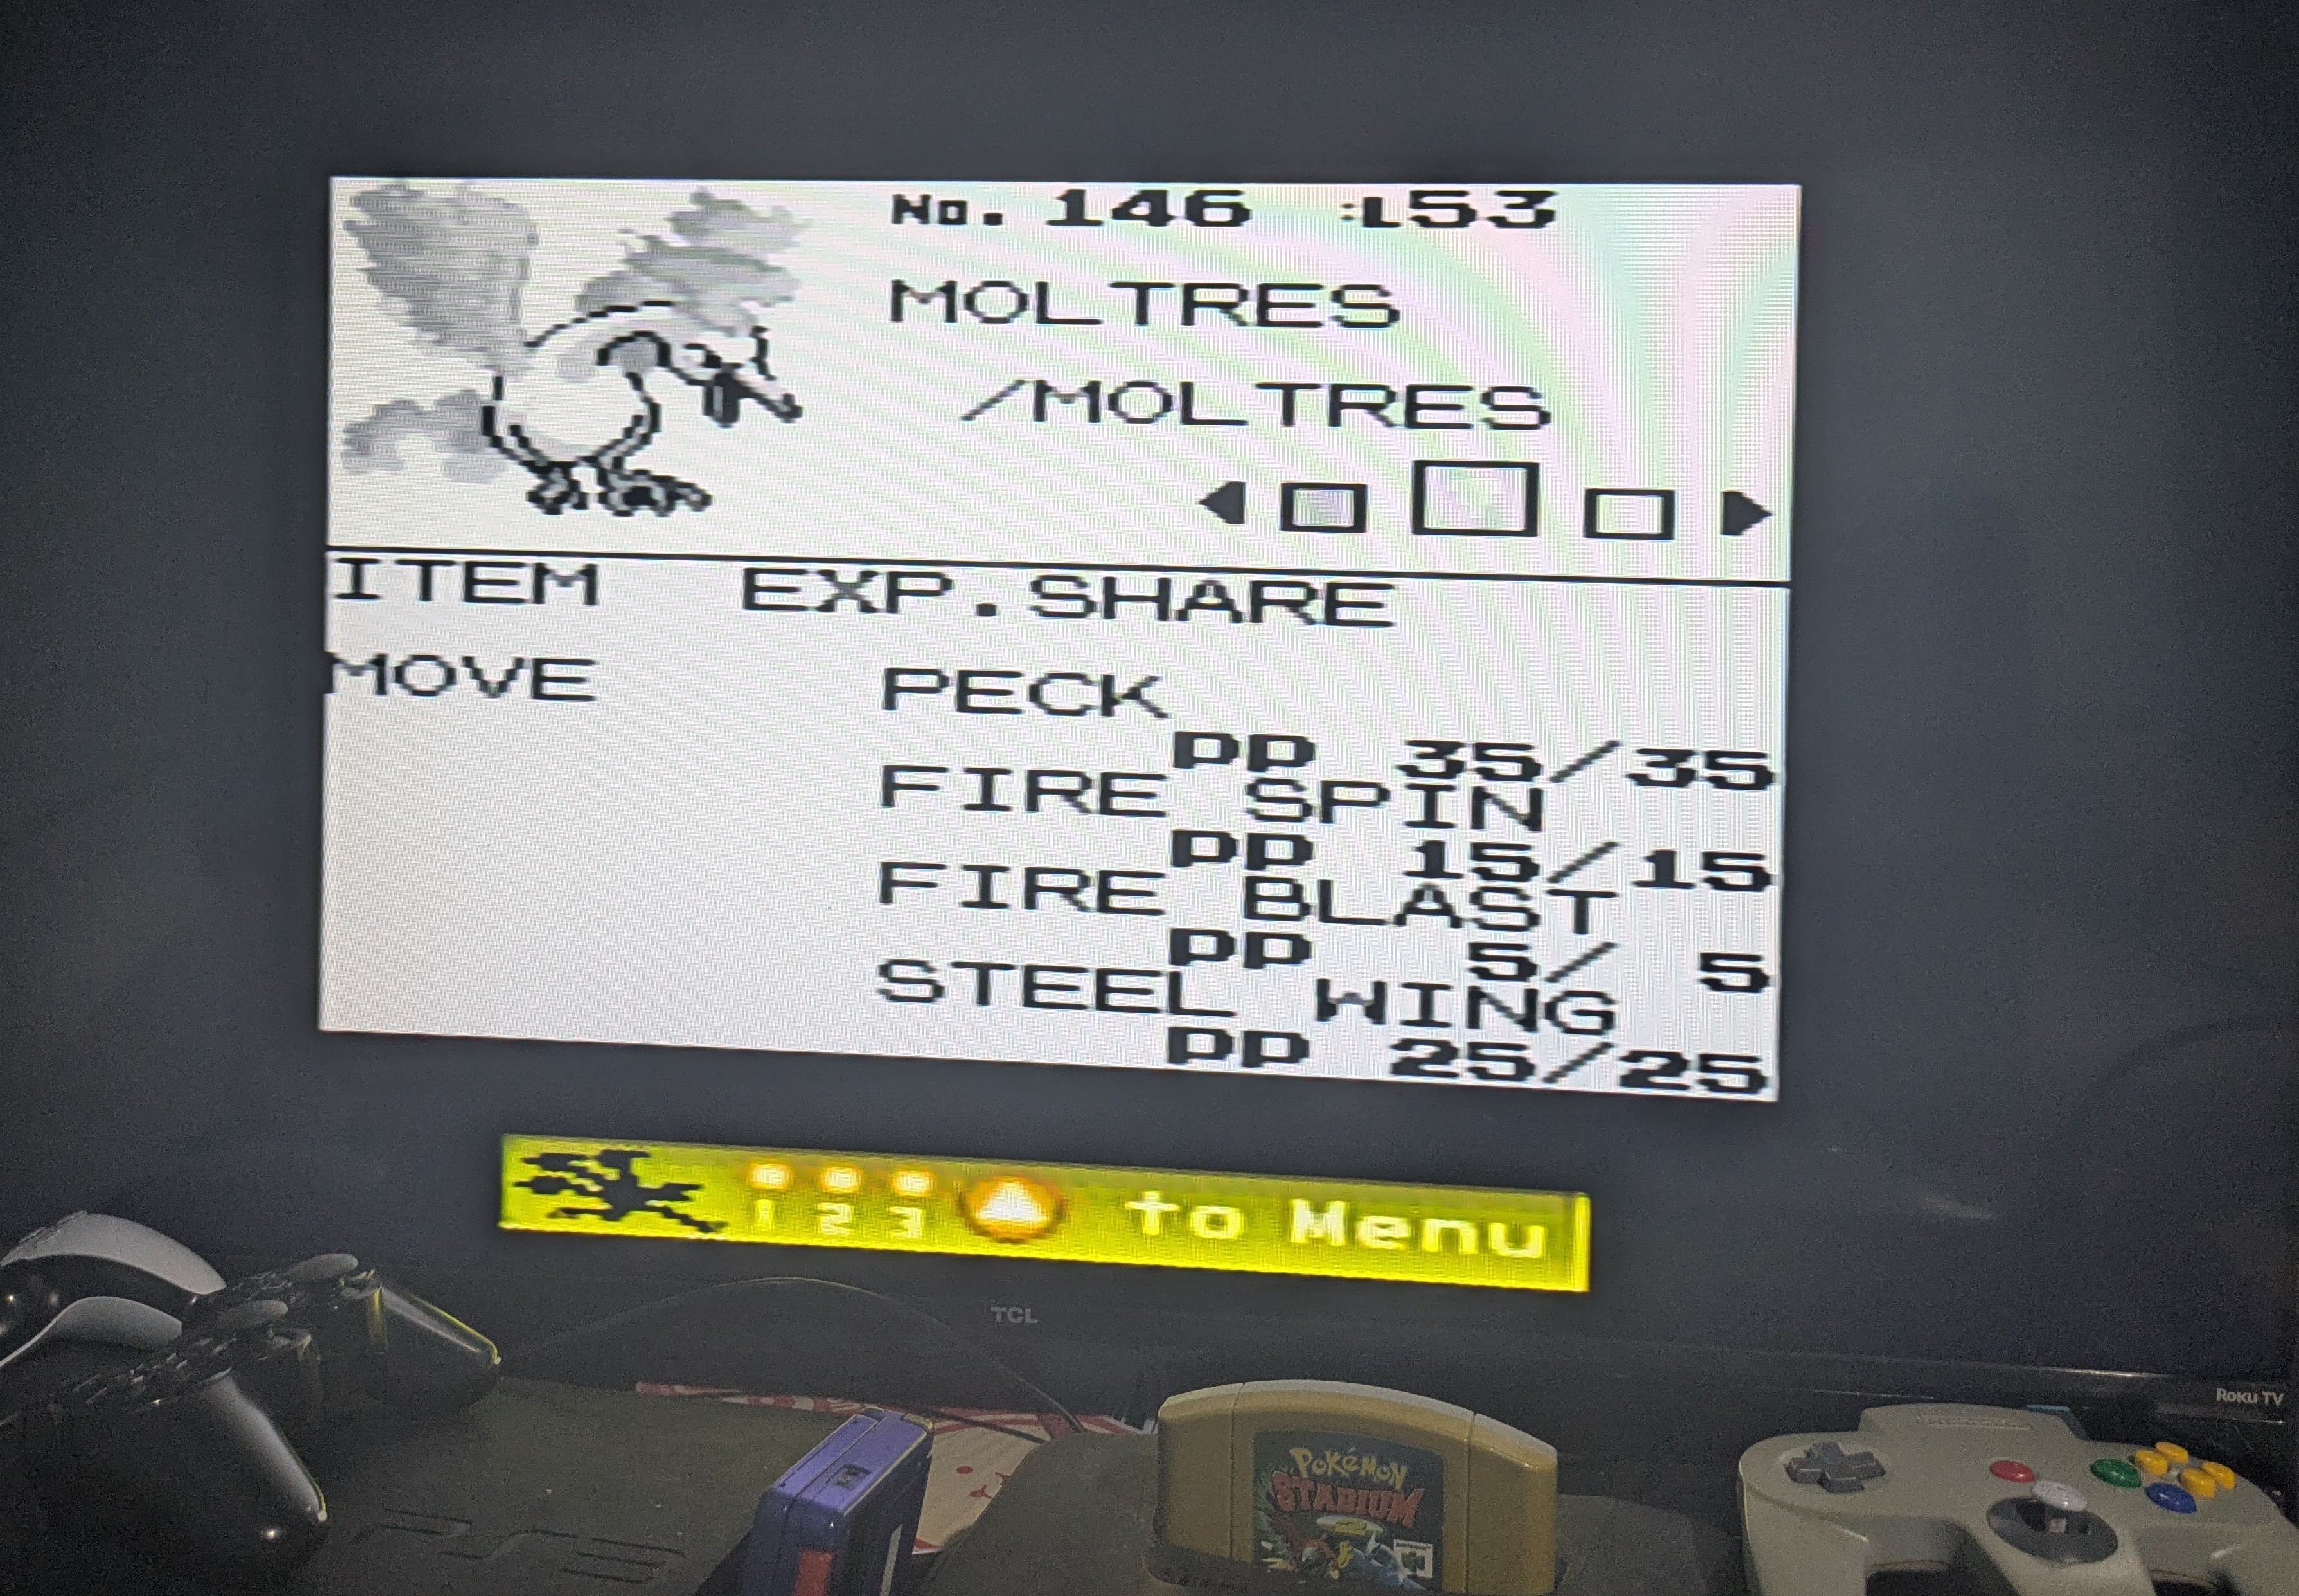 No. 146 :L53
MOLTRES
/MOLTRES
ITEM EXP.SHARE
MOVE PECK
PP 35/35
FIRE SPIN
PP 15/15
FIRE BLAST
PP 5/ 5
STEEL WING
PP 25/25
1 2 3 to Menu
TCL
Roku TV
PS3
POKéMON
STADIUM
2